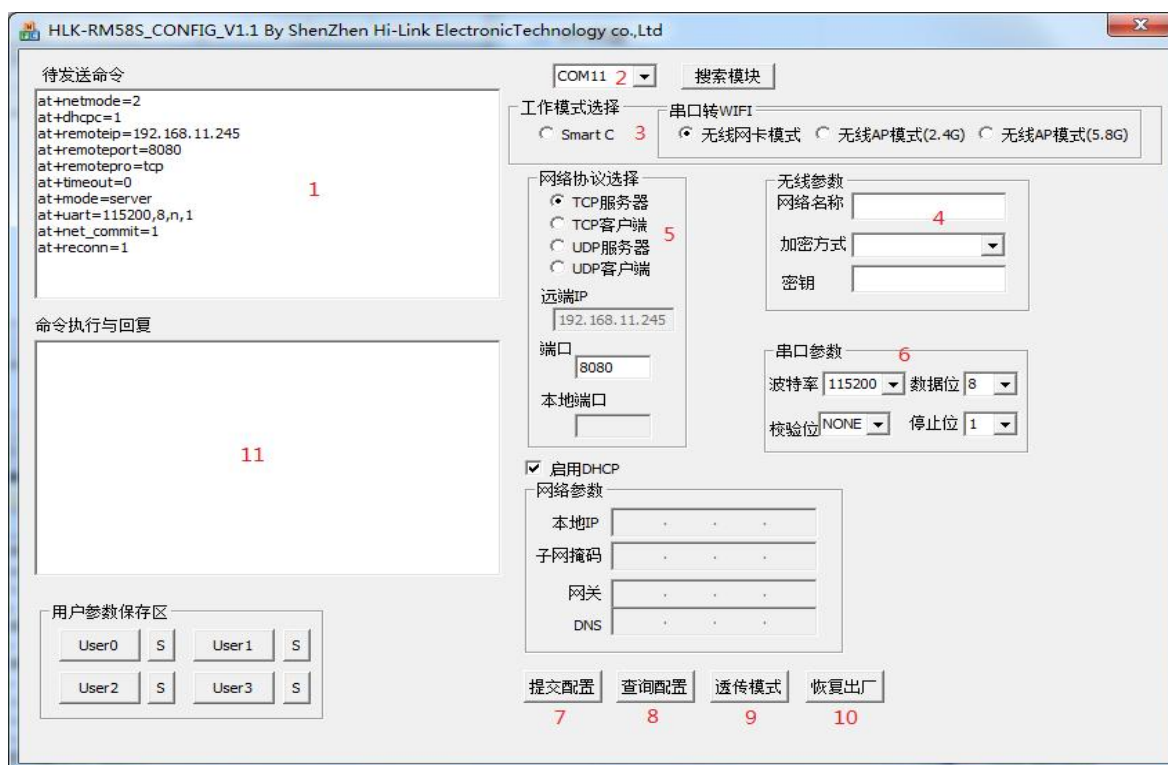 HLK-RM58S_CONFIG_V1.1 By ShenZhen Hi-Link ElectronicTechnology co.,Ltd
待发送命令
at+netmode=2
at+dhcpc=1
at+remoteip=192.168.11.245
at+remoteport=8080
at+remotepro=tcp
at+timeout=0
at+mode=server
at+uart=115200,8,n,1
at+net_commit=1
at+reconn=1
1
命令执行与回复
11
用户参数保存区
User0 S User1 S
User2 S User3 S
COM11 2 搜索模块
工作模式选择
Smart C 3
串口转WIFI
无线网卡模式 无线AP模式(2.4G) 无线AP模式(5.8G)
网络协议选择
TCP服务器
TCP客户端
UDP服务器
UDP客户端
5
远端IP
192.168.11.245
端口
8080
本地端口
无线参数
网络名称
4
加密方式
密钥
串口参数 6
波特率 115200 数据位 8
校验位 NONE 停止位 1
启用DHCP
网络参数
本地IP . . .
子网掩码 . . .
网关 . . .
DNS . . .
提交配置 查询配置 透传模式 恢复出厂
7 8 9 10